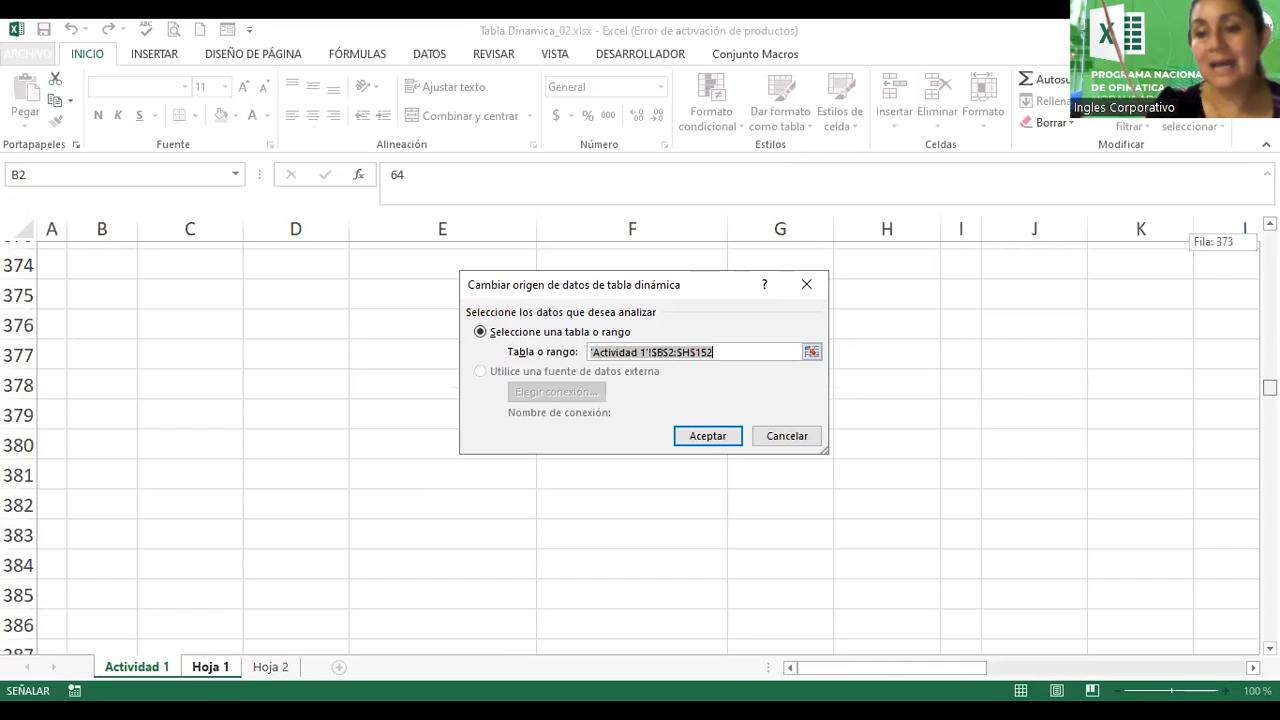 Tabla Dinamica_02.xlsx - Excel (Error de activación de productos)
ARCHIVO INICIO INSERTAR DISEÑO DE PÁGINA FÓRMULAS DATOS REVISAR VISTA DESARROLLADOR Conjunto Macros
PROGRAMA NACIONA
DE OFIMATICA
Ingles Corporativo
Pegar
11
N K S
Ajustar texto
Combinar y centrar
General
$ % 000
Formato condicional
Dar formato como tabla
Estilos de celda
Insertar Eliminar Formato
Autosu
Rellena
Borrar
filtrar seleccionar
Portapapeles Fuente Alineación Número Estilos Celdas Modificar
B2 fx 64
A B C D E F G H I J K L
Fila: 373
374
375
376
377
378
379
380
381
382
383
384
385
386
387
Cambiar origen de datos de tabla dinámica ?
Seleccione los datos que desea analizar
Seleccione una tabla o rango
Tabla o rango: 'Actividad 1'!$B$2:$H$152
Utilice una fuente de datos externa
Elegir conexión...
Nombre de conexión:
Aceptar Cancelar
Actividad 1 Hoja 1 Hoja 2
SEÑALAR 100 %